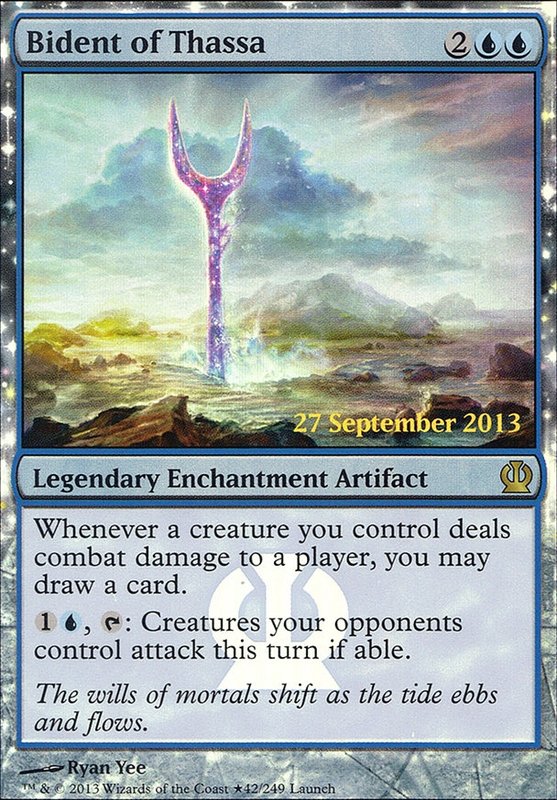 Bident of Thassa 2
27 September 2013
Legendary Enchantment Artifact
Whenever a creature you control deals
combat damage to a player, you may
draw a card.
1 , : Creatures your opponents
control attack this turn if able.
The wills of mortals shift as the tide ebbs
and flows.
Ryan Yee
™ & © 2013 Wizards of the Coast ★42/249 Launch